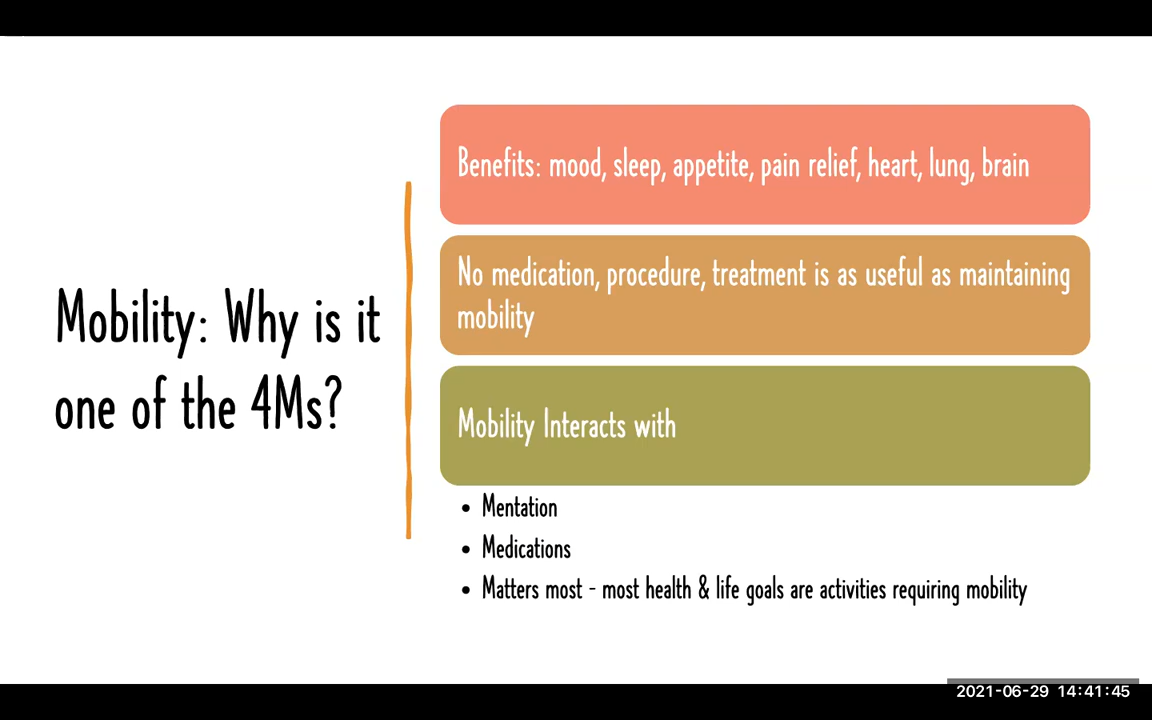 Mobility: Why is it
one of the 4Ms?
Benefits: mood, sleep, appetite, pain relief, heart, lung, brain
No medication, procedure, treatment is as useful as maintaining
mobility
Mobility Interacts with
• Mentation
• Medications
• Matters most - most health & life goals are activities requiring mobility
2021-06-29 14:41:45